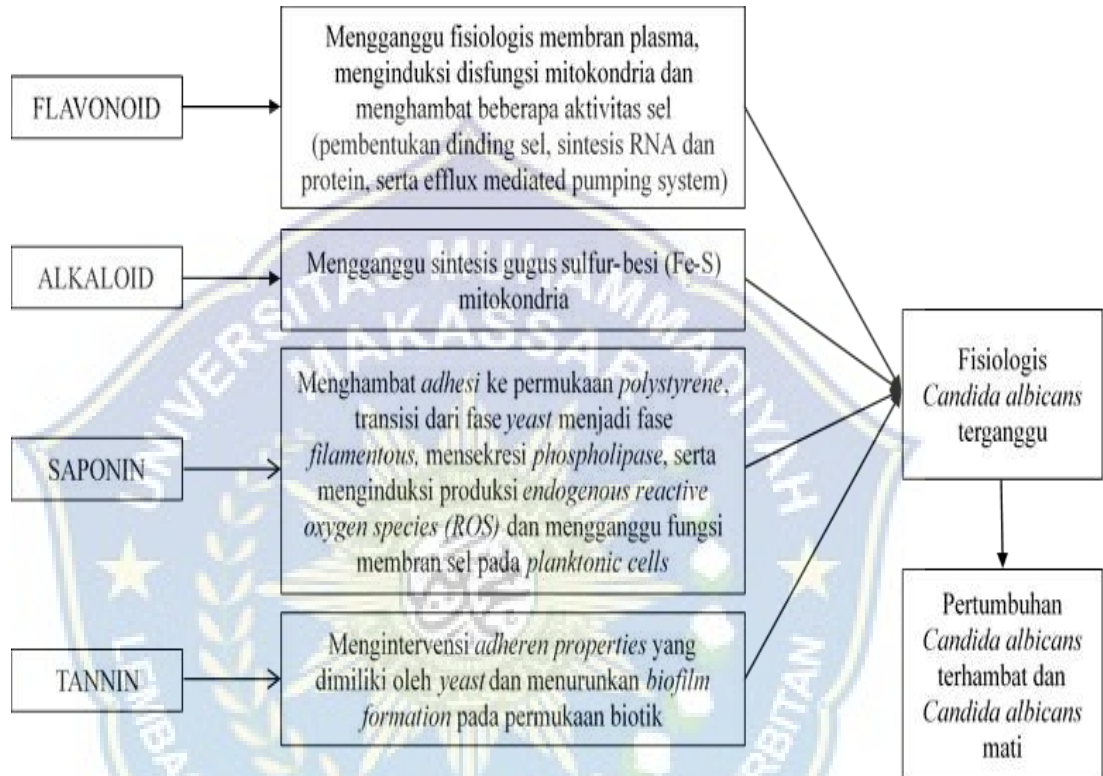 FLAVONOID
Mengganggu fisiologis membran plasma,
menginduksi disfungsi mitokondria dan
menghambat beberapa aktivitas sel
(pembentukan dinding sel, sintesis RNA dan
protein, serta efflux mediated pumping system)
ALKALOID
Mengganggu sintesis gugus sulfur-besi (Fe-S)
mitokondria
SAPONIN
Menghambat adhesi ke permukaan polystyrene,
transisi dari fase yeast menjadi fase
filamentous, mensekresi phospholipase, serta
menginduksi produksi endogenous reactive
oxygen species (ROS) dan mengganggu fungsi
membran sel pada planktonic cells
TANNIN
Mengintervensi adheren properties yang
dimiliki oleh yeast dan menurunkan biofilm
formation pada permukaan biotik
Fisiologis
Candida albicans
terganggu
Pertumbuhan
Candida albicans
terhambat dan
Candida albicans
mati
UNIVERSITAS MUHAMMADIYAH
MAKASSAR